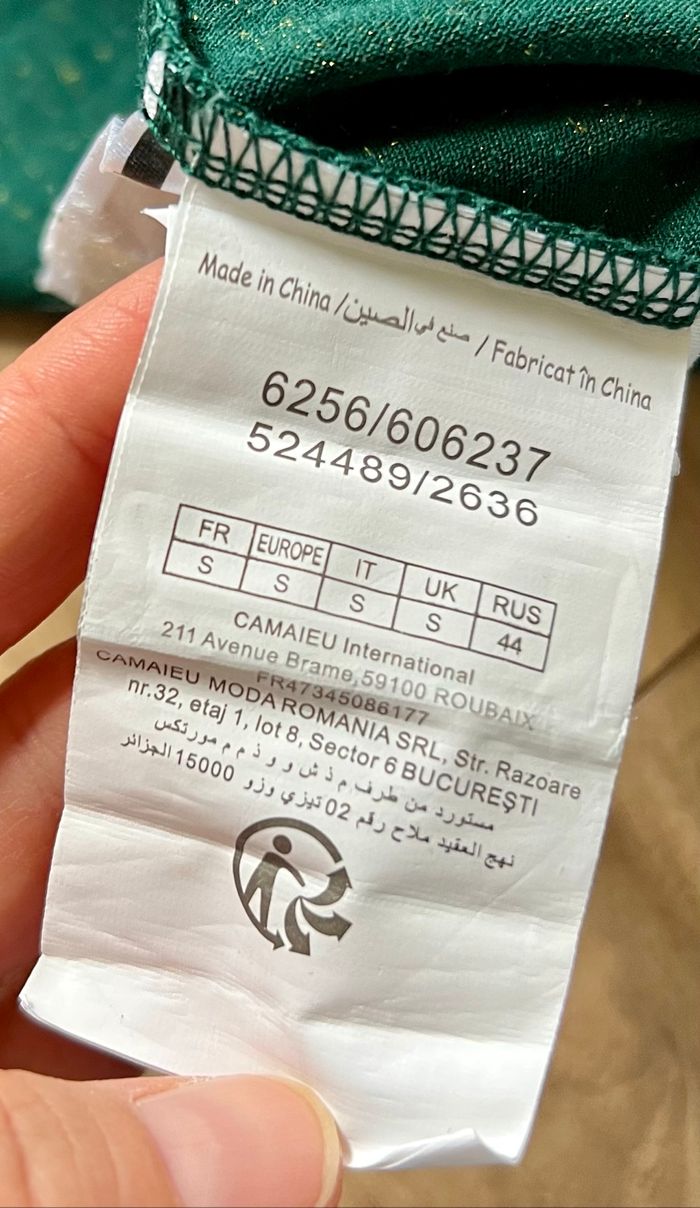 Made in China / صنع في الصين / Fabricat în China
6256/606237
524489/2636
FR EUROPE IT UK RUS
S S S S 44
CAMAIEU International
211 Avenue Brame,59100 ROUBAIX
FR47345086177
CAMAIEU MODA ROMANIA SRL, Str. Razoare
nr.32, etaj 1, lot 8, Sector 6 BUCUREŞTI
مستورد من طرف م ذ ش و و ذ م م مورتكس
نهج العقيد ملاح رقم 02 تيزي وزو 15000 الجزائر